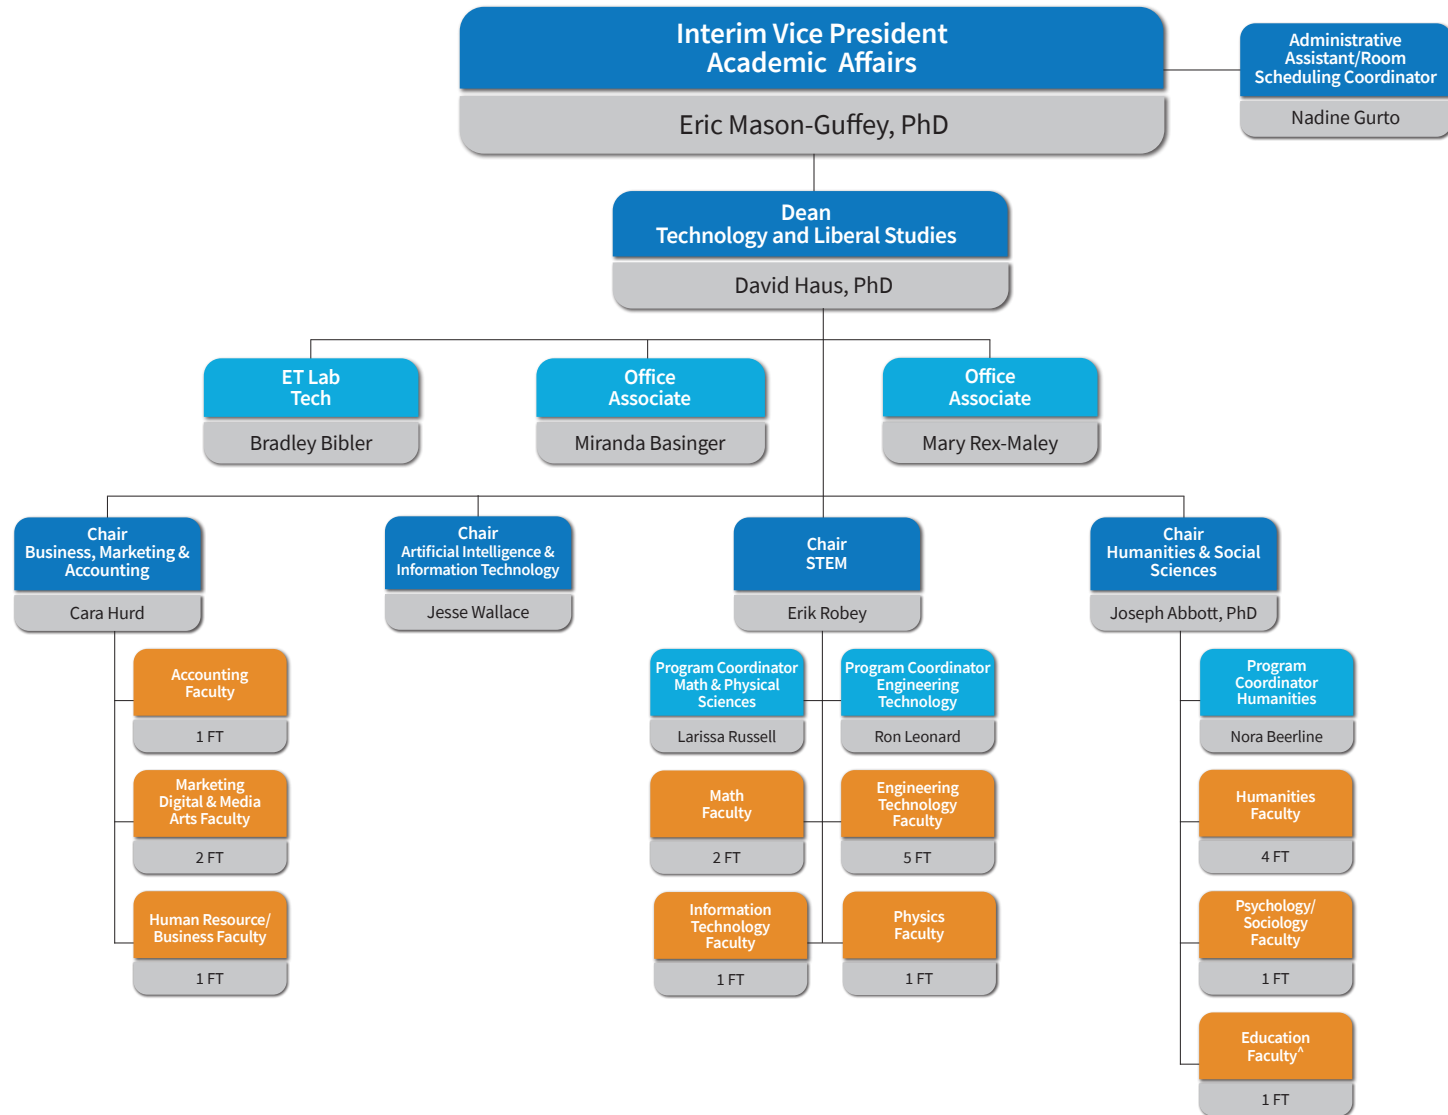 Interim Vice President
Academic Affairs
Eric Mason-Guffey, PhD
Administrative
Assistant/Room
Scheduling Coordinator
Nadine Gurto
Dean
Technology and Liberal Studies
David Haus, PhD
ET Lab
Tech
Bradley Bibler
Office
Associate
Miranda Basinger
Office
Associate
Mary Rex-Maley
Chair
Business, Marketing &
Accounting
Cara Hurd
Chair
Artificial Intelligence &
Information Technology
Jesse Wallace
Chair
STEM
Erik Robey
Chair
Humanities & Social
Sciences
Joseph Abbott, PhD
Accounting
Faculty
1 FT
Marketing
Digital & Media
Arts Faculty
2 FT
Human Resource/
Business Faculty
1 FT
Program Coordinator
Math & Physical
Sciences
Larissa Russell
Program Coordinator
Engineering
Technology
Ron Leonard
Math
Faculty
2 FT
Engineering
Technology
Faculty
5 FT
Information
Technology
Faculty
1 FT
Physics
Faculty
1 FT
Program
Coordinator
Humanities
Nora Beerline
Humanities
Faculty
4 FT
Psychology/
Sociology
Faculty
1 FT
Education
Faculty^
1 FT